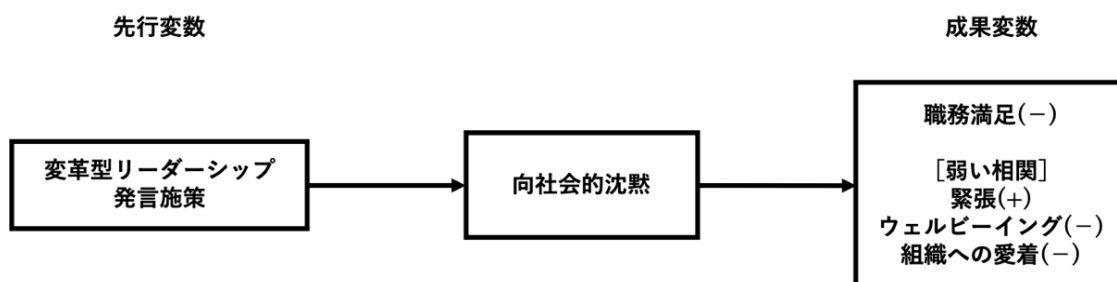 先行変数
成果変数
変革型リーダーシップ
発言施策
向社会的沈黙
職務満足(−)
[弱い相関]
緊張(+)
ウェルビーイング(−)
組織への愛着(−)